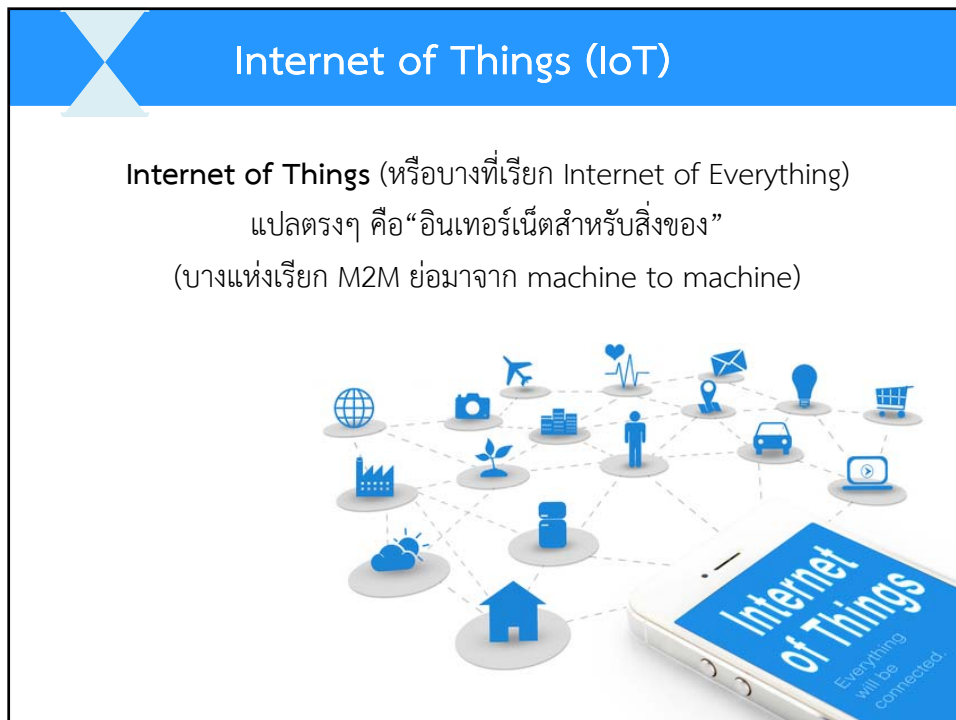 Internet of Things (IoT)
Internet of Things (หรือบางที่เรียก Internet of Everything)
แปลตรงๆ คือ“อินเทอร์เน็ตสำหรับสิ่งของ”
(บางแห่งเรียก M2M ย่อมาจาก machine to machine)
Internet
of Things
Everything
will be
connected.